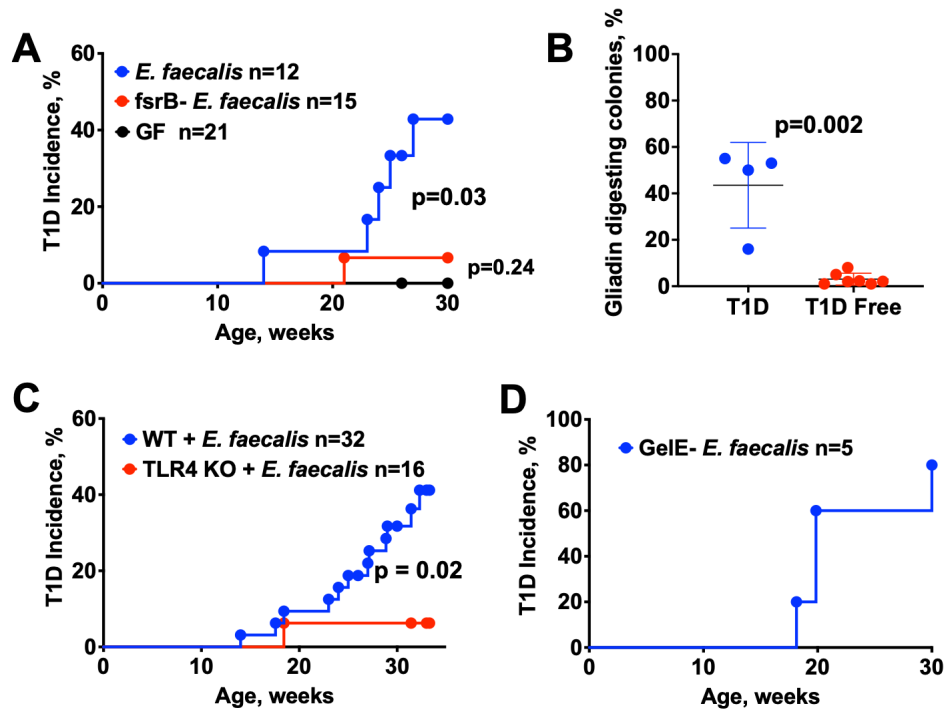 A
T1D Incidence, %
60
40
20
0
E. faecalis n=12
fsrB- E. faecalis n=15
GF n=21
p=0.03
p=0.24
0 10 20 30
Age, weeks
B
Gliadin digesting colonies, %
100
80
60
40
20
0
p=0.002
T1D T1D Free
C
T1D Incidence, %
60
40
20
0
WT + E. faecalis n=32
TLR4 KO + E. faecalis n=16
p = 0.02
0 10 20 30
Age, weeks
D
T1D Incidence, %
100
80
60
40
20
0
GelE- E. faecalis n=5
0 10 20 30
Age, weeks